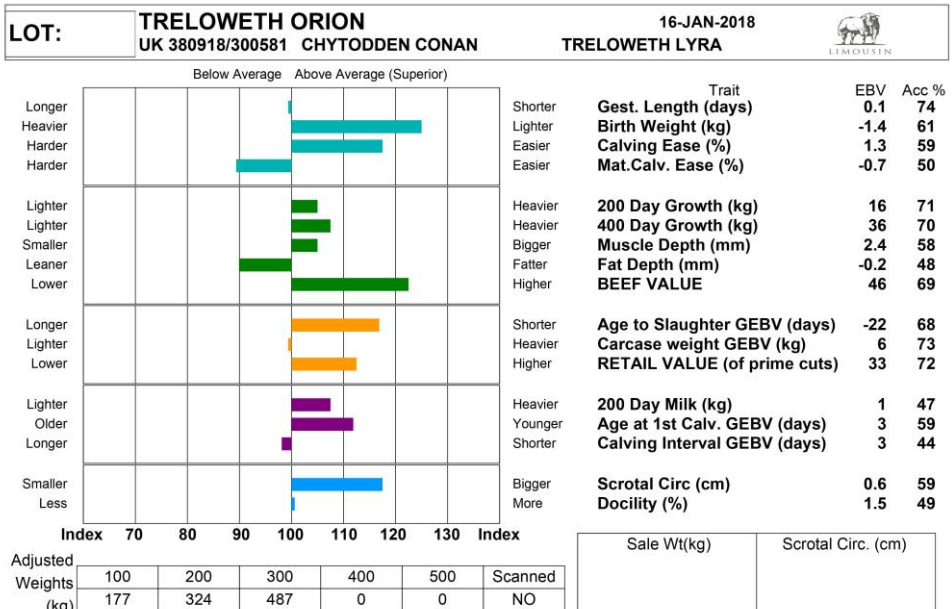 LOT: TRELOWETH ORION 16-JAN-2018
UK 380918/300581 CHYTODDEN CONAN TRELOWETH LYRA
LIMOUSIN
Below Average Above Average (Superior)
Trait EBV Acc %
Longer Shorter Gest. Length (days) 0.1 74
Heavier Lighter Birth Weight (kg) -1.4 61
Harder Easier Calving Ease (%) 1.3 59
Harder Easier Mat.Calv. Ease (%) -0.7 50
Lighter Heavier 200 Day Growth (kg) 16 71
Lighter Heavier 400 Day Growth (kg) 36 70
Smaller Bigger Muscle Depth (mm) 2.4 58
Leaner Fatter Fat Depth (mm) -0.2 48
Lower Higher BEEF VALUE 46 69
Longer Shorter Age to Slaughter GEBV (days) -22 68
Lighter Heavier Carcase weight GEBV (kg) 6 73
Lower Higher RETAIL VALUE (of prime cuts) 33 72
Lighter Heavier 200 Day Milk (kg) 1 47
Older Younger Age at 1st Calv. GEBV (days) 3 59
Longer Shorter Calving Interval GEBV (days) 3 44
Smaller Bigger Scrotal Circ (cm) 0.6 59
Less More Docility (%) 1.5 49
Index 70 80 90 100 110 120 130 Index
Sale Wt(kg) Scrotal Circ. (cm)
Adjusted
Weights 100 200 300 400 500 Scanned
(kg) 177 324 487 0 0 NO